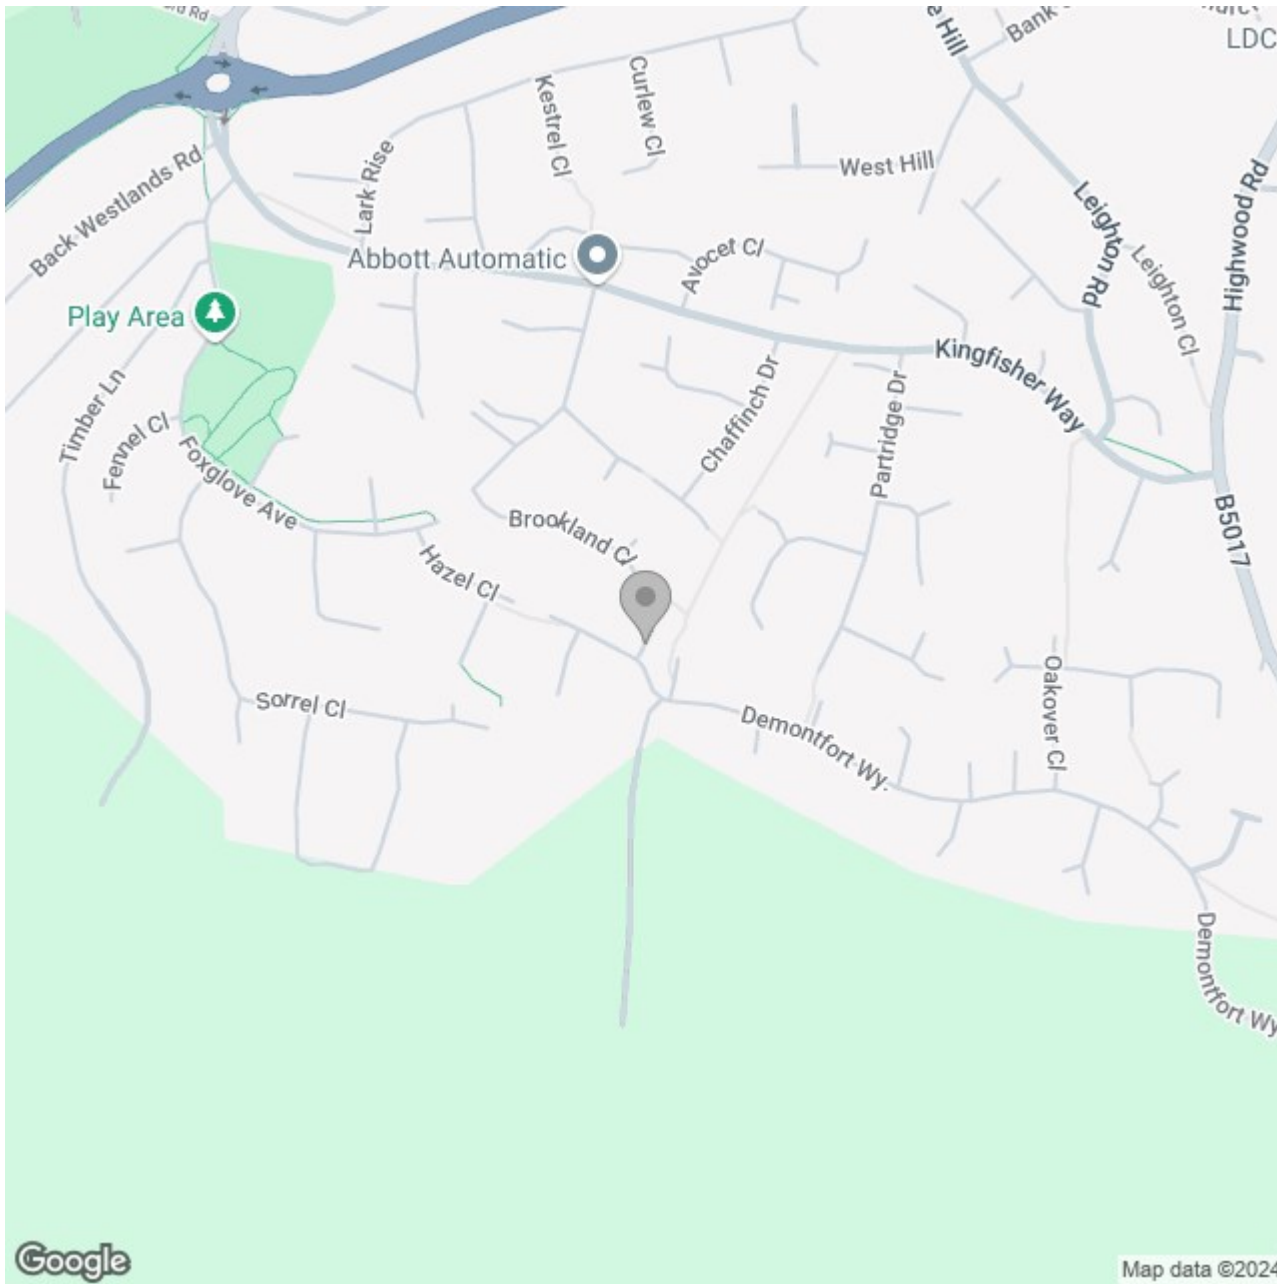 Bank
LDC
e Hill
Curlew Cl
Kestrel Cl
West Hill
Highwood Rd
Back Westlands Rd
Lark Rise
Leighton Rd
Leighton Cl
Abbott Automatic
Avocet Cl
Play Area
Kingfisher Way
Chaffinch Dr
Partridge Dr
Timber Ln
Fennel Cl
Foxglove Ave
B5017
Brookland Cl
Hazel Cl
Oakover Cl
Sorrel Cl
Demontfort Wy.
Demontfort Wy
Google
Map data ©2024